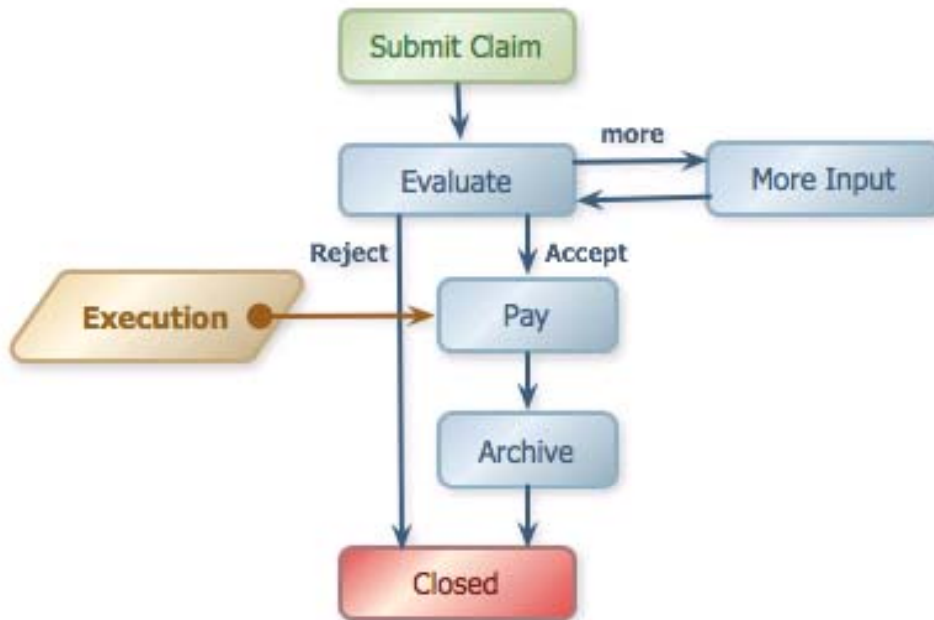 Submit Claim
more
Evaluate
More Input
Reject
Accept
Execution
Pay
Archive
Closed